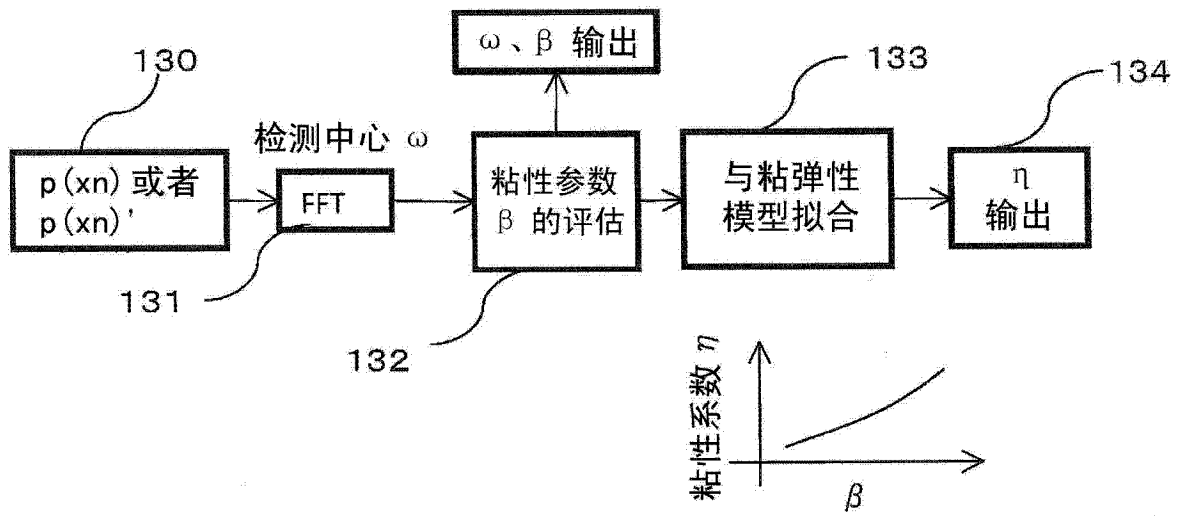 ω、β 输出
130
133
134
检测中心 ω
p(xn)或者
p(xn)'
FFT
粘性参数
β 的评估
与粘弹性
模型拟合
η
输出
131
132
粘性系数 η
β